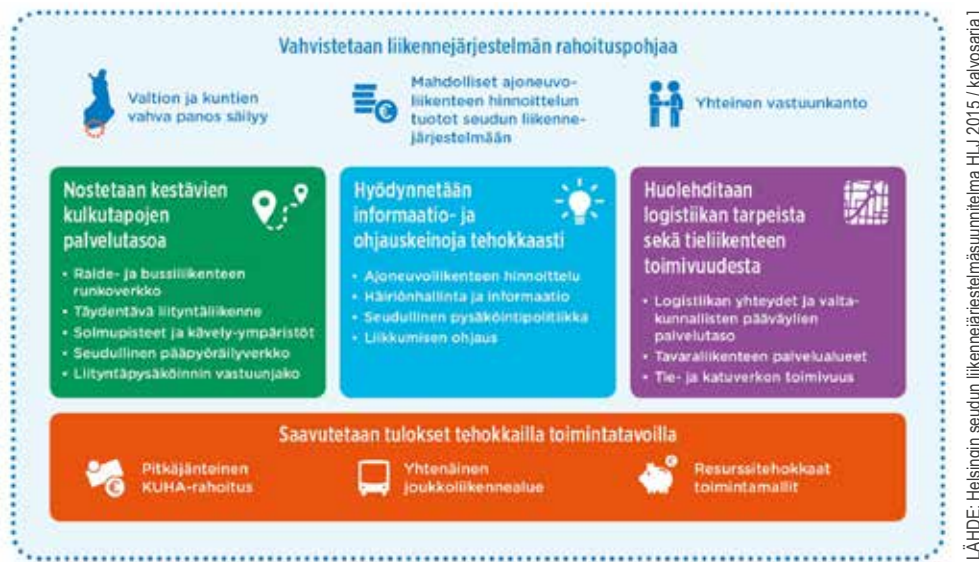 Vahvistetaan liikennejärjestelmän rahoituspohjaa
Valtion ja kuntien
vahva panos säilyy
Mahdolliset ajoneuvo-
liikenteen hinnoittelun
tuotot seudun liikenne-
järjestelmään
Yhteinen vastuunkanto
Nostetaan kestävien
kulkutapojen
palvelutasoa
• Raide- ja bussiliikenteen
runkoverkko
• Täydentävä liityntäliikenne
• Solmupisteet ja kävely-ympäristöt
• Seudullinen pääpyöräilyverkko
• Liityntäpysäköinnin vastuunjako
Hyödynnetään
informaatio- ja
ohjauskeinoja tehokkaasti
• Ajoneuvoliikenteen hinnoittelu
• Häiriönhallinta ja informaatio
• Seudullinen pysäköintipolitiikka
• Liikkumisen ohjaus
Huolehditaan
logistiikan tarpeista
sekä tieliikenteen
toimivuudesta
• Logistiikan yhteydet ja valta-
kunnallisten pääväylien
palvelutaso
• Tavaraliikenteen palvelualueet
• Tie- ja katuverkon toimivuus
Saavutetaan tulokset tehokkailla toimintatavoilla
Pitkäjänteinen
KUHA-rahoitus
Yhtenäinen
joukkoliikennealue
Resurssitehokkaat
toimintamallit
LÄHDE: Helsingin seudun liikennejärjestelmäsuunnitelma HLJ 2015 / kalvosarja ]